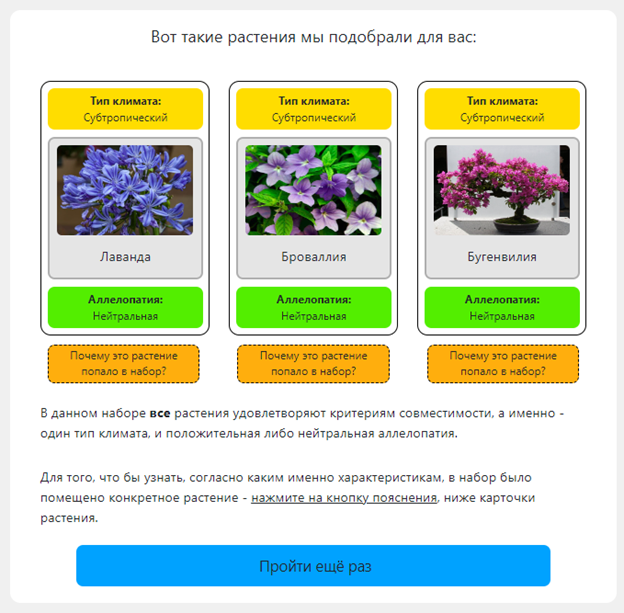 Вот такие растения мы подобрали для вас:
Тип климата:
Субтропический
Лаванда
Аллелопатия:
Нейтральная
Почему это растение
попало в набор?
Тип климата:
Субтропический
Броваллия
Аллелопатия:
Нейтральная
Почему это растение
попало в набор?
Тип климата:
Субтропический
Бугенвилия
Аллелопатия:
Нейтральная
Почему это растение
попало в набор?
В данном наборе все растения удовлетворяют критериям совместимости, а именно -
один тип климата, и положительная либо нейтральная аллелопатия.
Для того, что бы узнать, согласно каким именно характеристикам, в набор было
помещено конкретное растение - нажмите на кнопку пояснения, ниже карточки
растения.
Пройти ещё раз